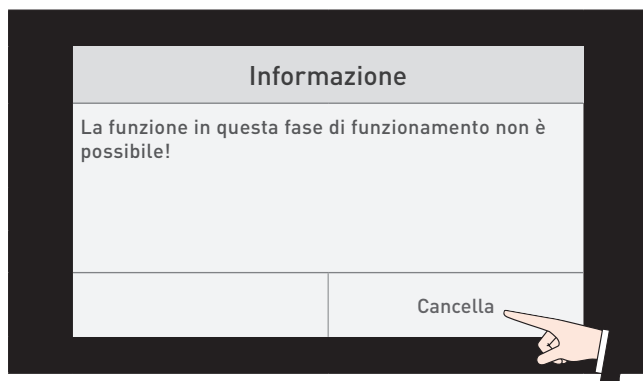 Informazione
La funzione in questa fase di funzionamento non è
possibile!
Cancella